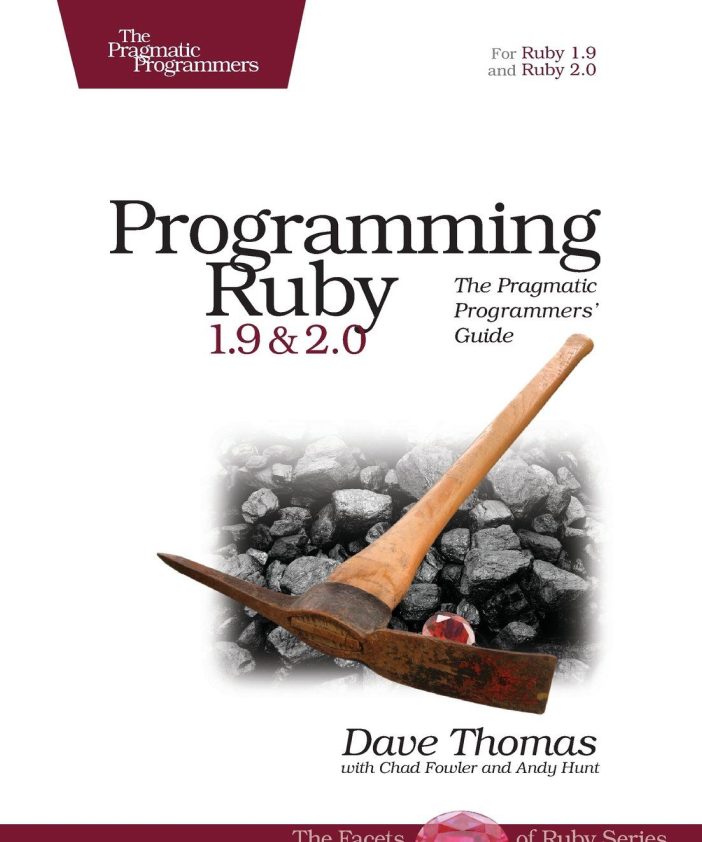 The
Pragmatic
Programmers
For Ruby 1.9
and Ruby 2.0
Programming
Ruby
1.9 & 2.0
The Pragmatic
Programmers’
Guide
Dave Thomas
with Chad Fowler and Andy Hunt
The Facets of Ruby Series